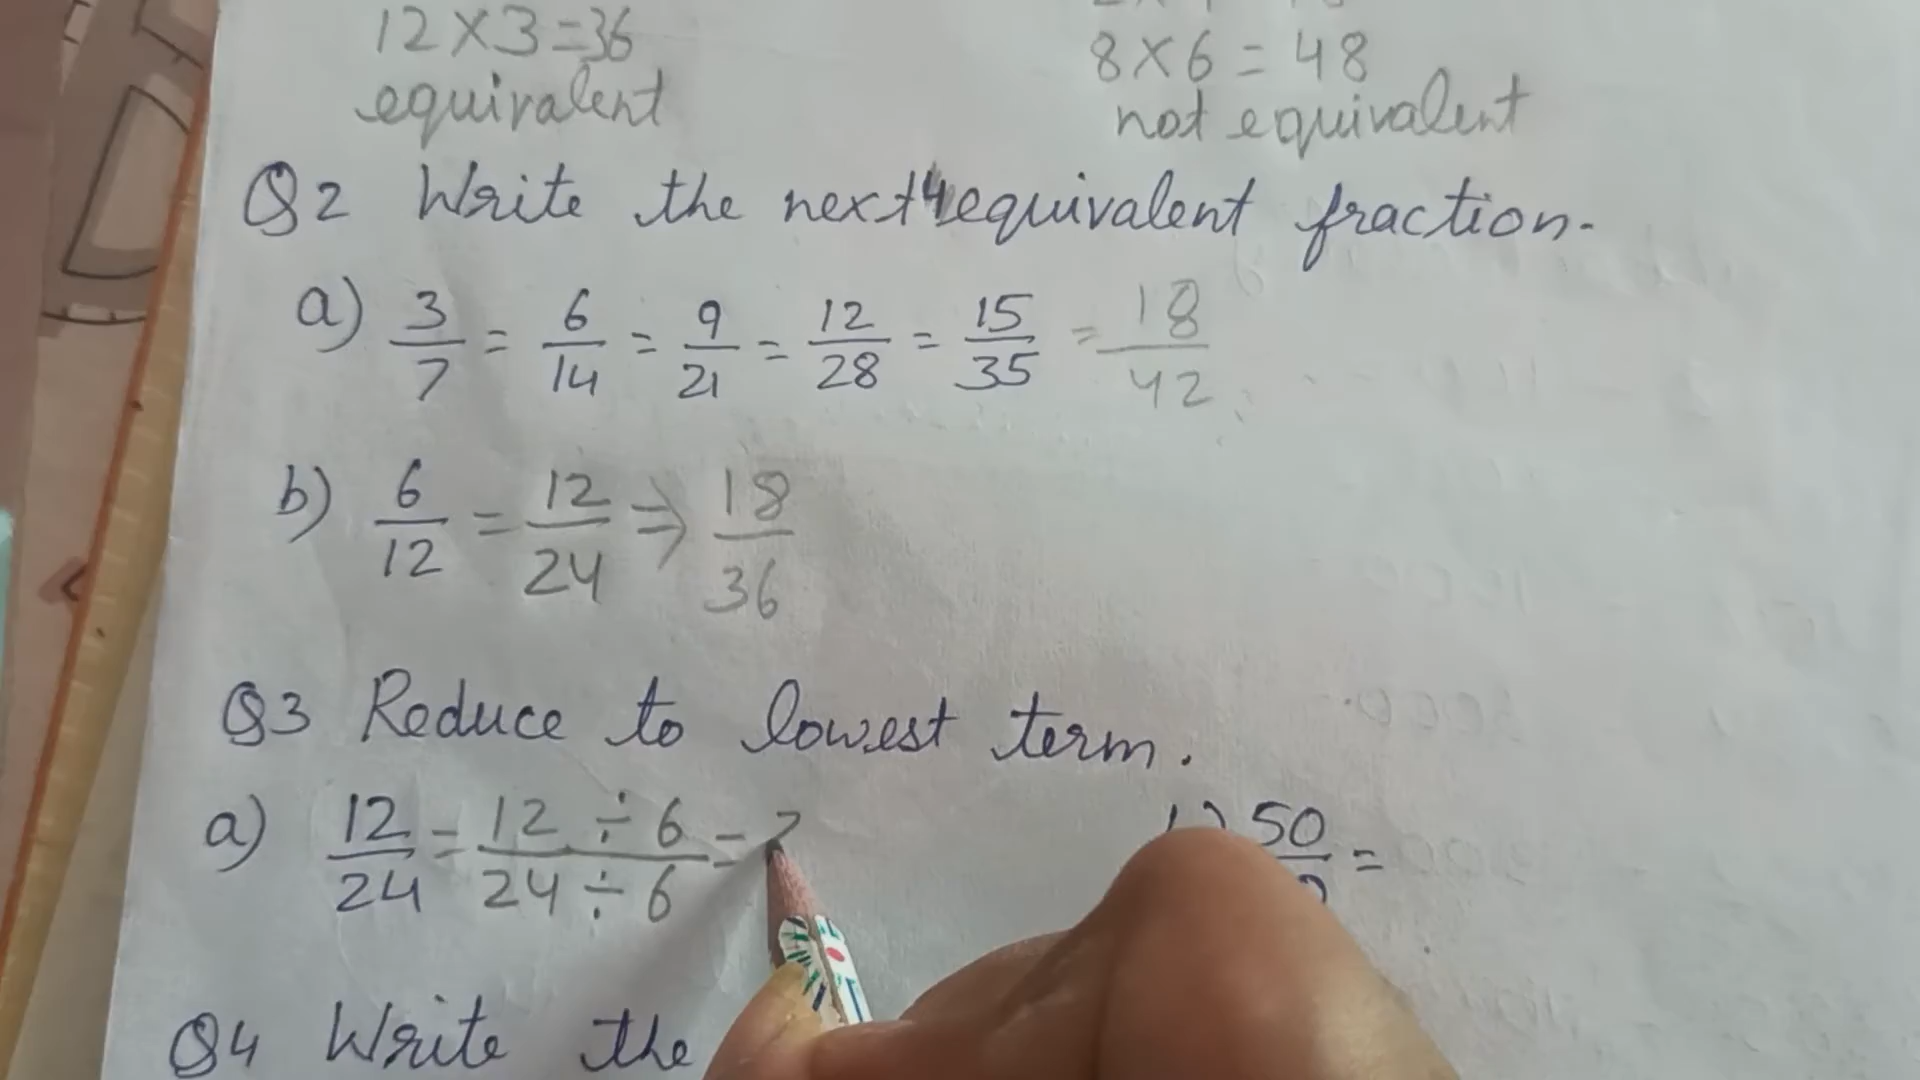 12 × 3 = 36
8 × 6 = 48
equivalent
not equivalent
Q2 Write the next 4 equivalent fraction.
a) 3/7 = 6/14 = 9/21 = 12/28 = 15/35 = 18/42
b) 6/12 = 12/24 ⇒ 18/36
Q3 Reduce to lowest term.
a) 12/24 = 12 ÷ 6 / 24 ÷ 6 = 2
50 =
Q4 Write the